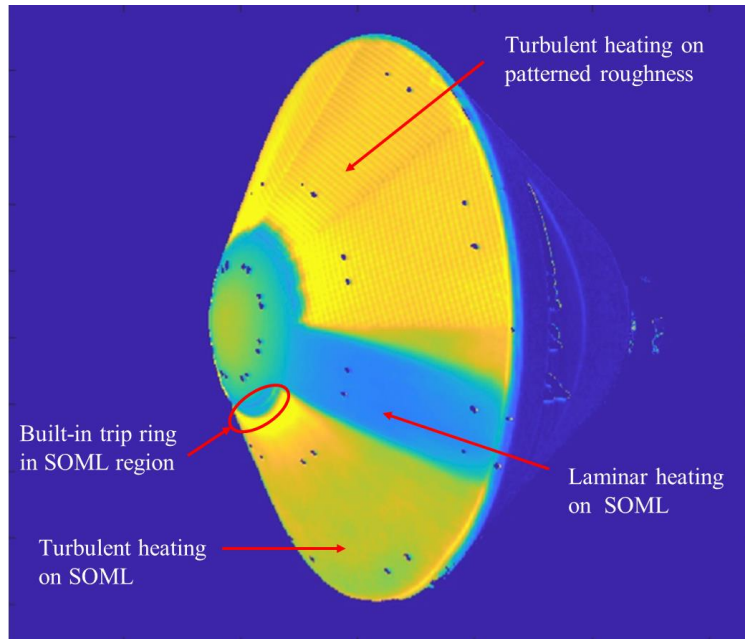 Turbulent heating on
patterned roughness
Built-in trip ring
in SOML region
Laminar heating
on SOML
Turbulent heating
on SOML